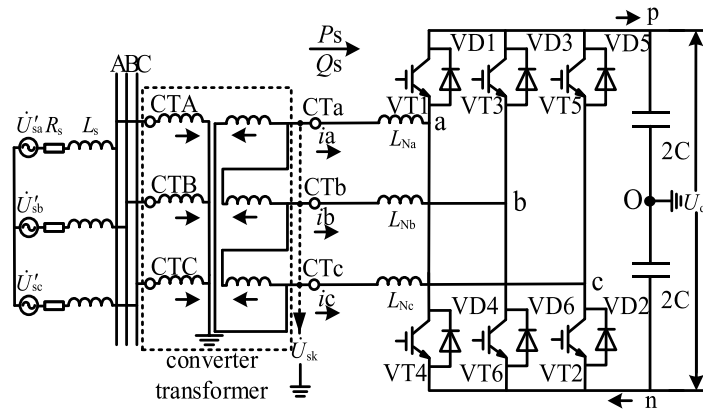 Ps
Qs
p
VD1
VD3
VD5
ABC
CTA
CTa
VT1
VT3
VT5
a
U̇′sa Rs Ls
ia
LNa
2C
CTB
CTb
b
O
U̇′sb
ib
LNb
CTC
CTc
c
U̇′sc
ic
LNc
2C
VD4
VD6
VD2
U̇sk
converter
transformer
VT4
VT6
VT2
n